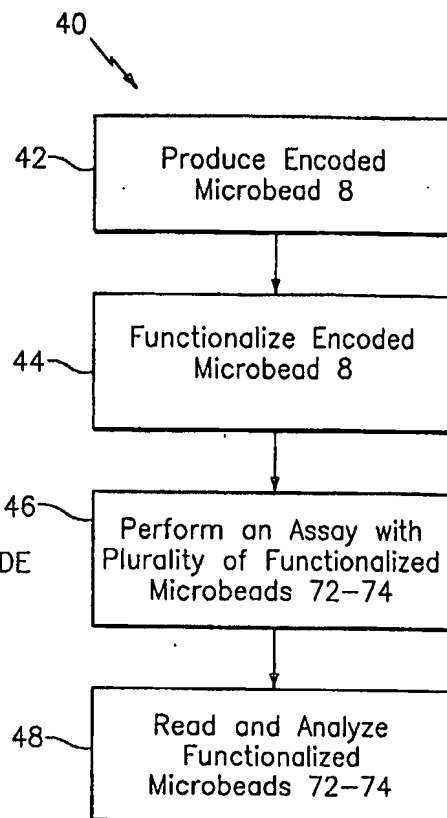 40
42
Produce Encoded
Microbead 8
44
Functionalize Encoded
Microbead 8
46
Perform an Assay with
Plurality of Functionalized
Microbeads 72–74
DE
48
Read and Analyze
Functionalized
Microbeads 72–74